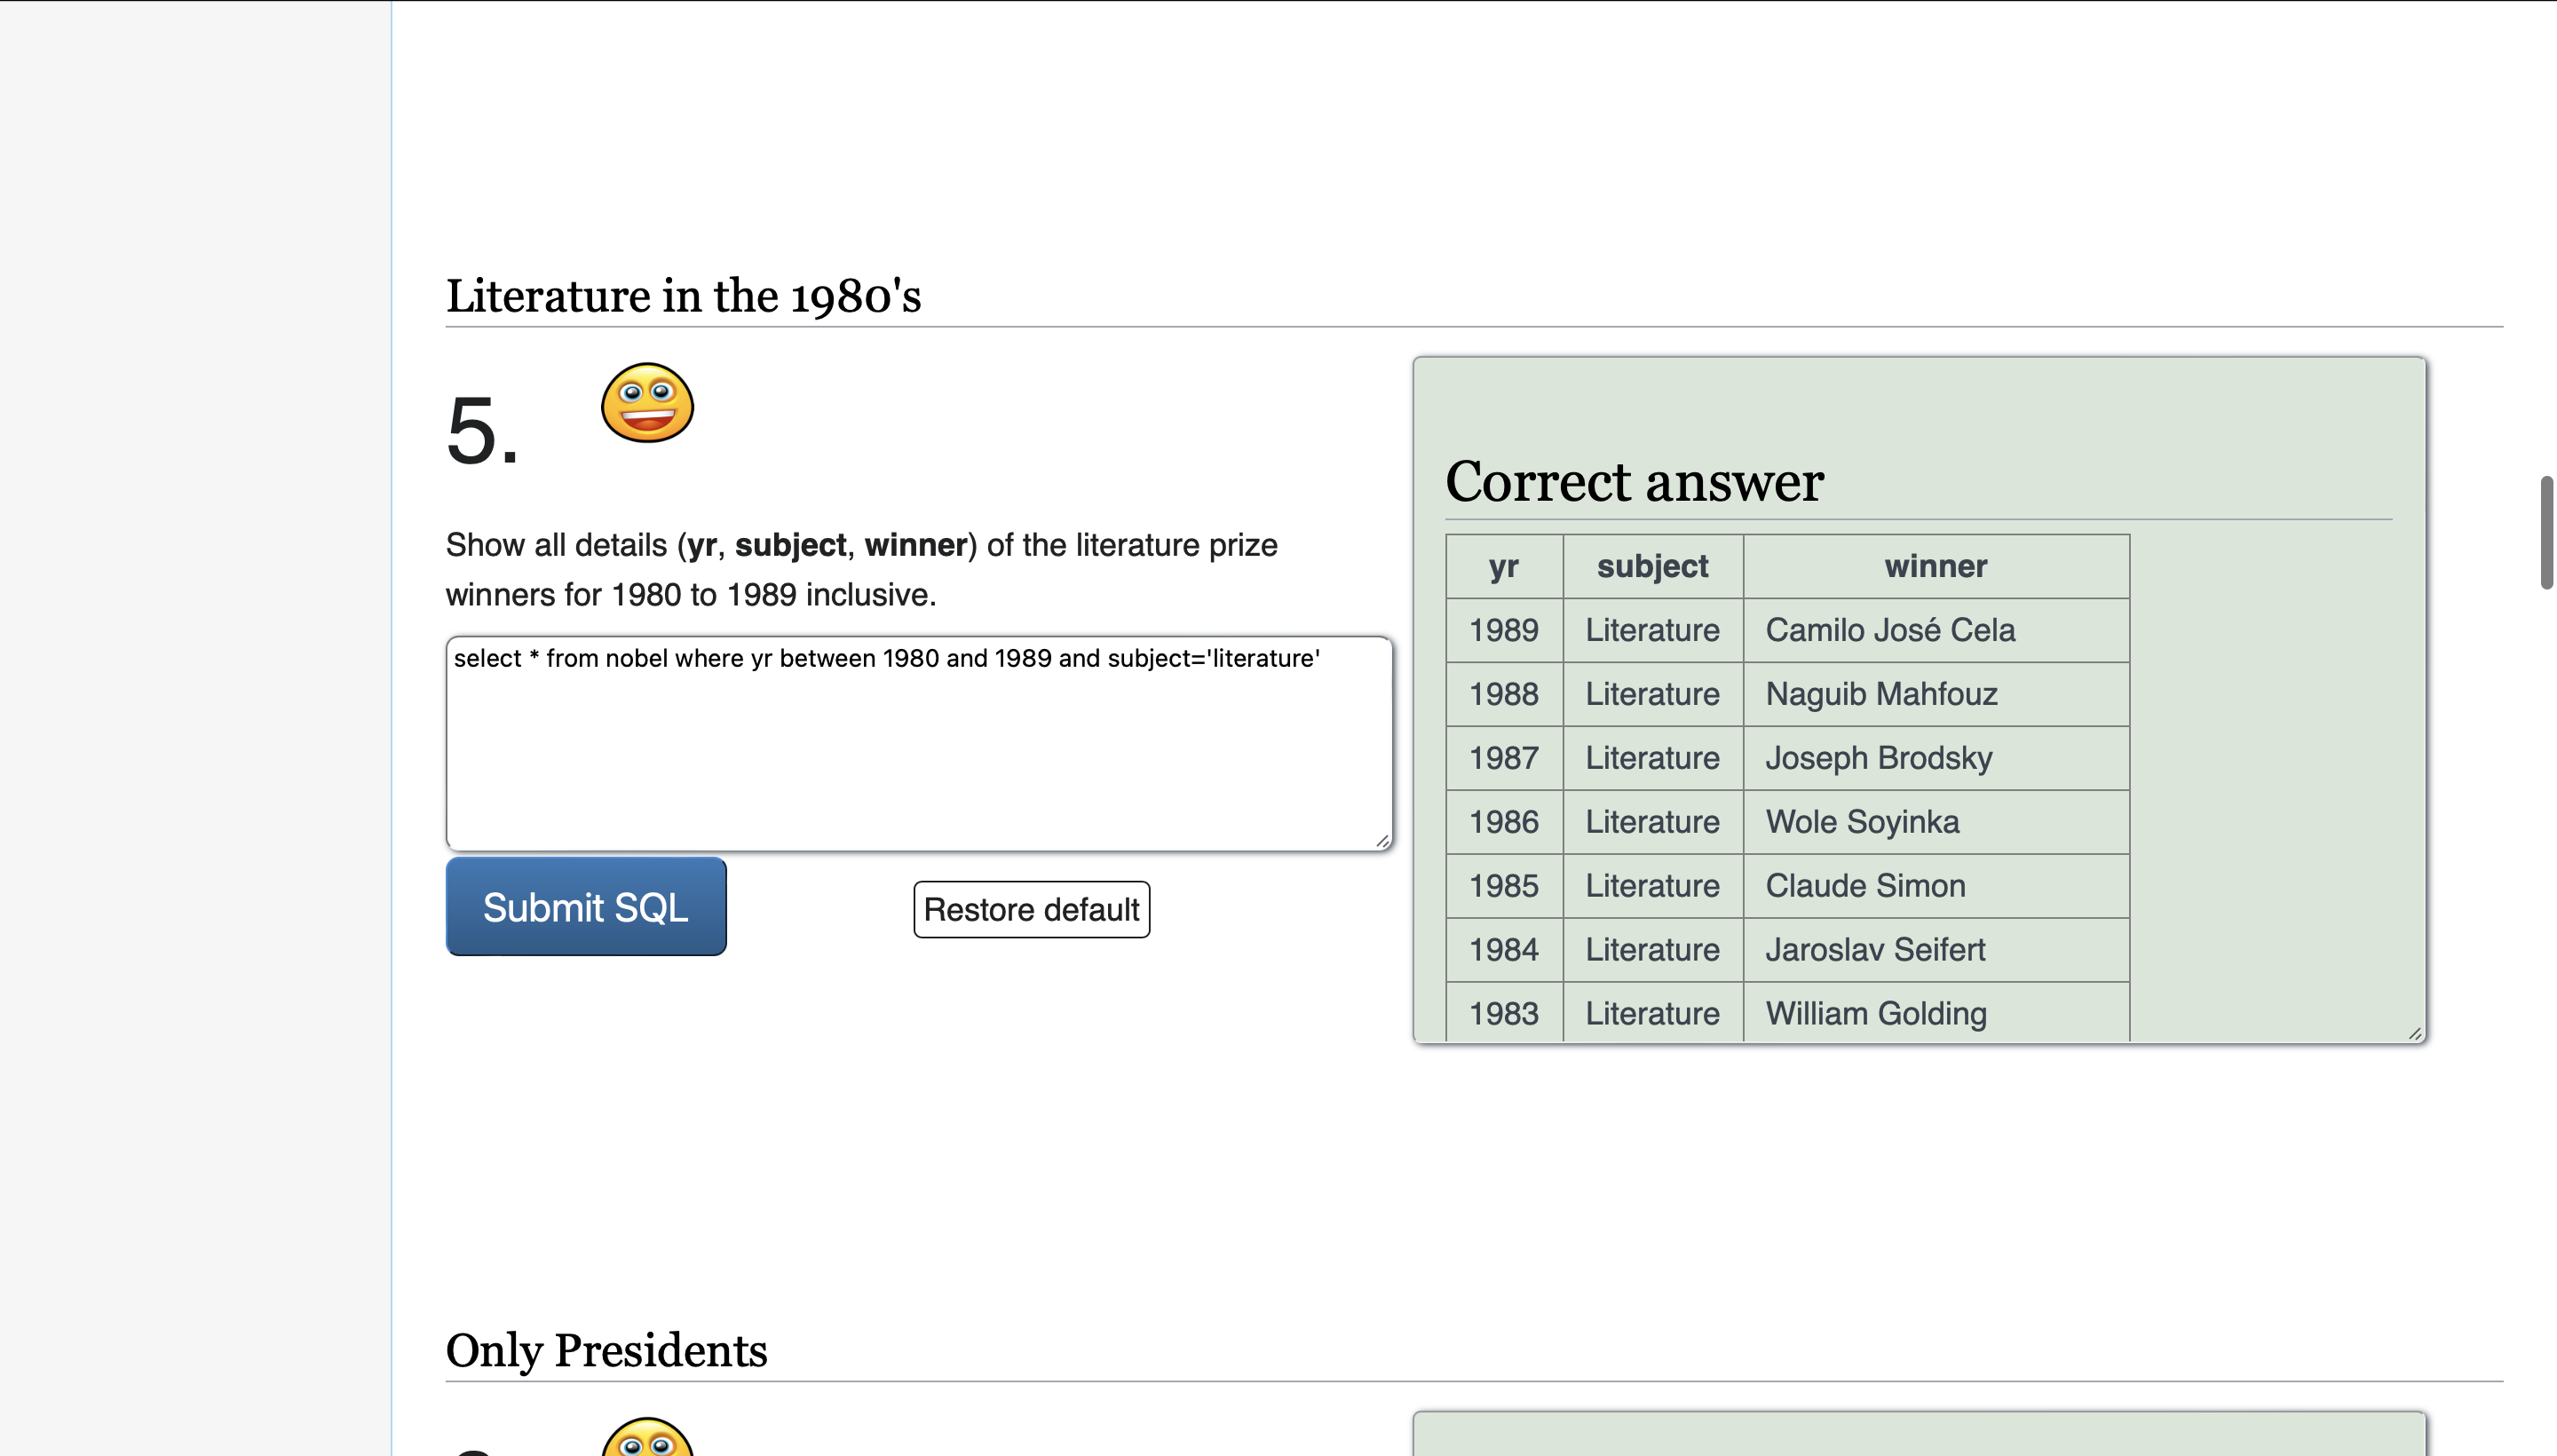 Literature in the 1980's
5.
Show all details (yr, subject, winner) of the literature prize
winners for 1980 to 1989 inclusive.
select * from nobel where yr between 1980 and 1989 and subject='literature'
Submit SQL
Restore default
Correct answer
yr subject winner
1989 Literature Camilo José Cela
1988 Literature Naguib Mahfouz
1987 Literature Joseph Brodsky
1986 Literature Wole Soyinka
1985 Literature Claude Simon
1984 Literature Jaroslav Seifert
1983 Literature William Golding
Only Presidents